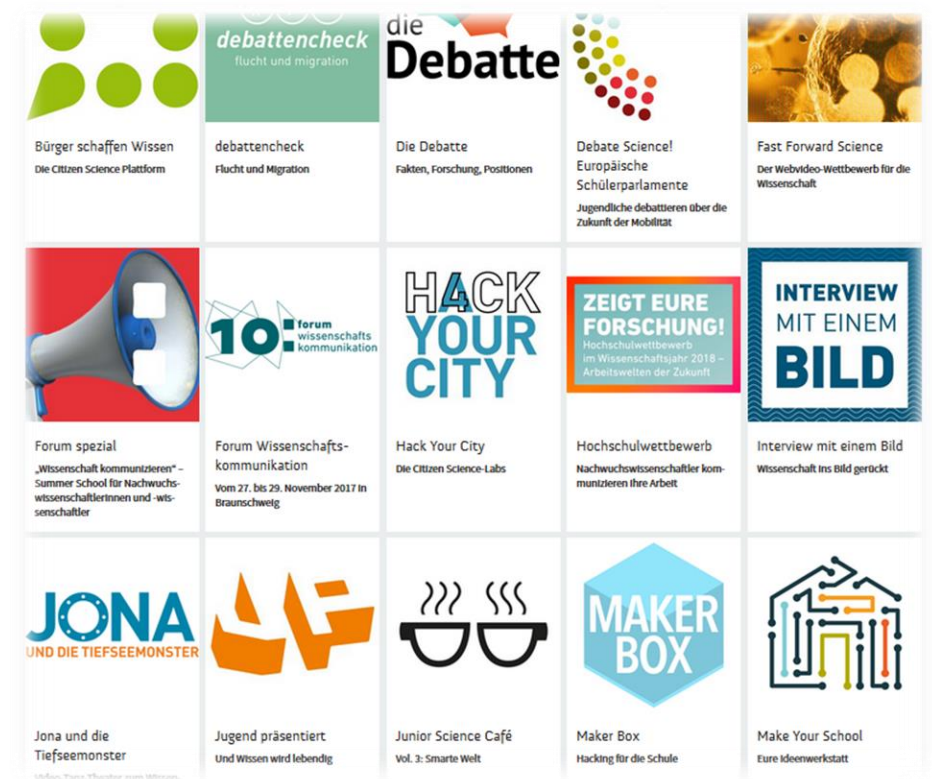 debattencheck
flucht und migration
die
Debatte
Bürger schaffen Wissen
Die Citizen Science Plattform
debattencheck
Flucht und Migration
Die Debatte
Fakten, Forschung, Positionen
Debate Science!
Europäische
Schülerparlamente
Jugendliche debattieren über die
Zukunft der Mobilität
Fast Forward Science
Der Webvideo-Wettbewerb für die
Wissenschaft
10:
forum
wissenschafts
kommunikation
H4CK
YOUR
CITY
ZEIGT EURE
FORSCHUNG!
Hochschulwettbewerb
im Wissenschaftsjahr 2018 –
Arbeitswelten der Zukunft
INTERVIEW
MIT EINEM
BILD
Forum spezial
„Wissenschaft kommunizieren“ –
Summer School für Nachwuchs-
wissenschaftlerinnen und -wis-
senschaftler
Forum Wissenschafts-
kommunikation
Vom 27. bis 29. November 2017 in
Braunschweig
Hack Your City
Die Citizen Science-Labs
Hochschulwettbewerb
Nachwuchswissenschaftler kom-
munizieren ihre Arbeit
Interview mit einem Bild
Wissenschaft ins Bild gerückt
JONA
UND DIE TIEFSEEMONSTER
MAKER
BOX
Jona und die
Tiefseemonster
Video-Tanz-Theater zum Wissen-
Jugend präsentiert
Und Wissen wird lebendig
Junior Science Café
Vol. 3: Smarte Welt
Maker Box
Hacking für die Schule
Make Your School
Eure Ideenwerkstatt